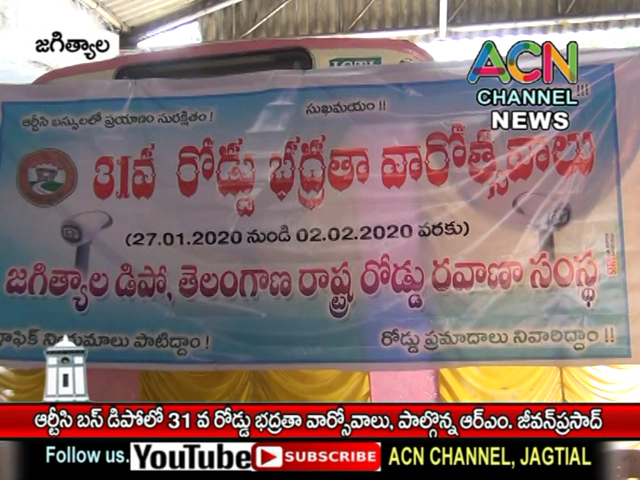 జగిత్యాల
ACN
CHANNEL
NEWS
ఆర్టీసి బస్సులలో ప్రయాణం సురక్షితం !
సుఖమయం !!
31వ రోడ్డు భద్రతా వారోత్సవాలు
(27.01.2020 నుండి 02.02.2020 వరకు)
జగిత్యాల డిపో, తెలంగాణ రాష్ట్ర రోడ్డు రవాణా సంస్థ
నియమాలు పాటిద్దాం !
రోడ్డు ప్రమాదాలు నివారిద్దాం !!
ఆర్టీసి బస్ డిపోలో 31 వ రోడ్డు భద్రతా వార్సోవాలు, పాల్గొన్న ఆర్ఎం. జీవన్‌ప్రసాద్
Follow us. YouTube SUBSCRIBE ACN CHANNEL, JAGTIAL